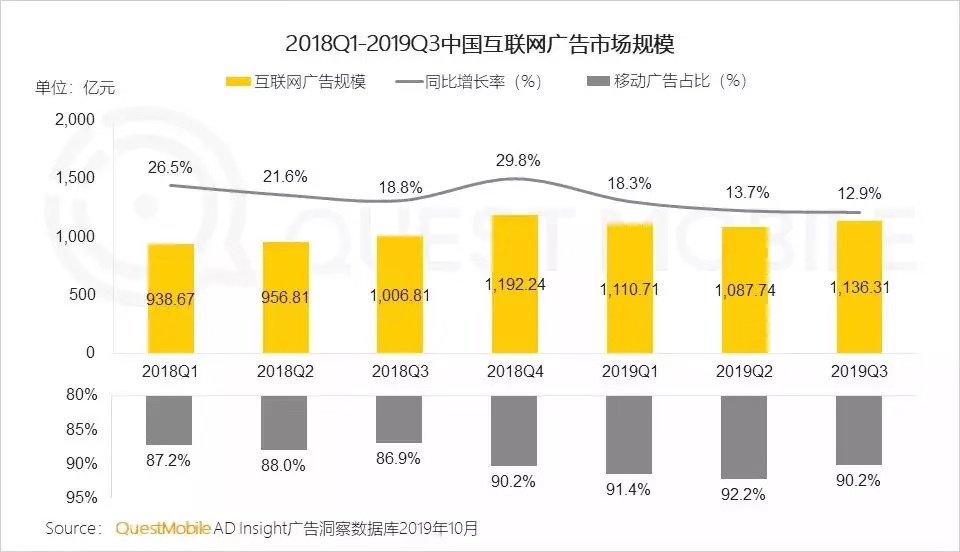 2018Q1-2019Q3中国互联网广告市场规模
单位：亿元
互联网广告规模 同比增长率（%） 移动广告占比（%）
2,000
1,500
1,000
500
0
26.5% 21.6% 18.8% 29.8% 18.3% 13.7% 12.9%
QUEST MOBILE
938.67 956.81 1,006.81 1,192.24 1,110.71 1,087.74 1,136.31
2018Q1 2018Q2 2018Q3 2018Q4 2019Q1 2019Q2 2019Q3
80%
85%
90%
95%
87.2% 88.0% 86.9% 90.2% 91.4% 92.2% 90.2%
Source：QuestMobile AD Insight广告洞察数据库2019年10月